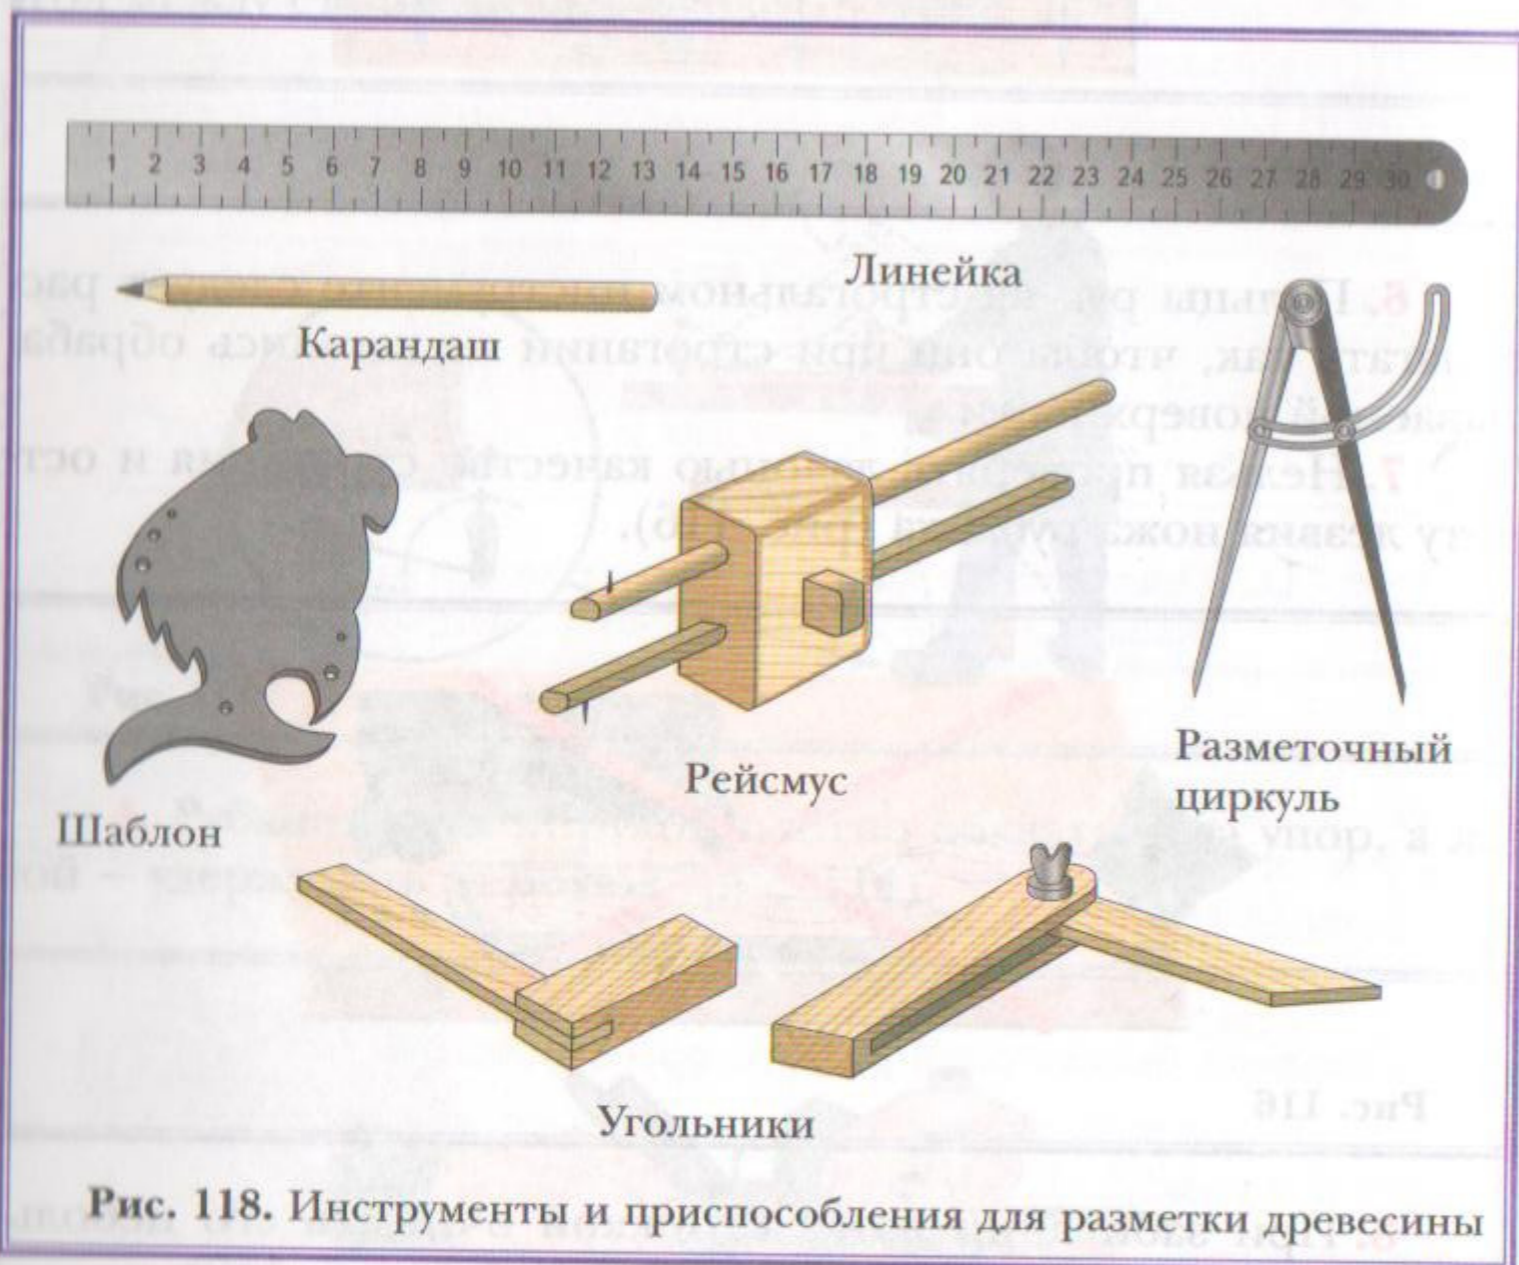 1 2 3 4 5 6 7 8 9 10 11 12 13 14 15 16 17 18 19 20 21 22 23 24 25 26 27 28 29 30
Линейка
Карандаш
Шаблон
Рейсмус
Разметочный
циркуль
Угольники
Рис. 118. Инструменты и приспособления для разметки древесины